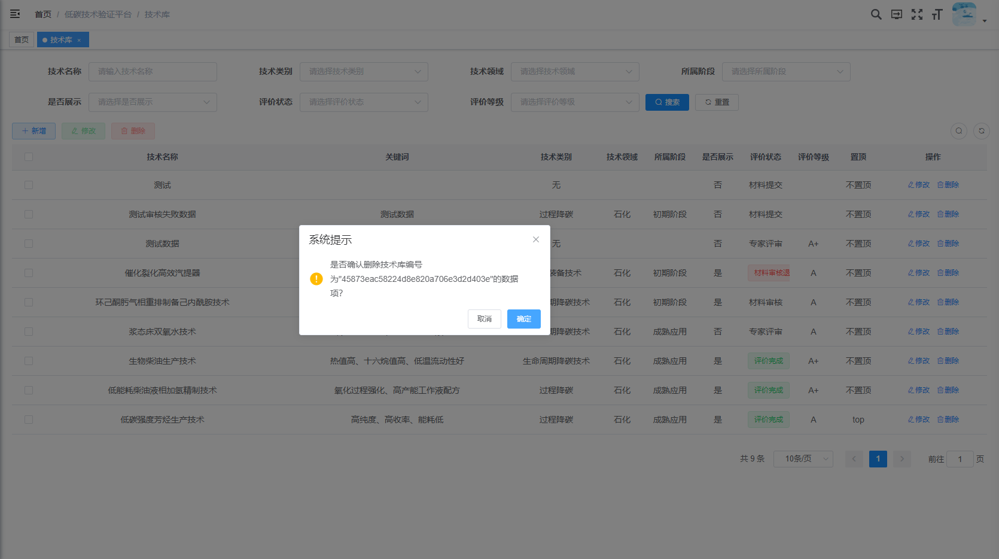 首页 / 低碳技术验证平台 / 技术库
首页 技术库 ×
技术名称 请输入技术名称 技术类别 请选择技术类别 技术领域 请选择技术领域 所属阶段 请选择所属阶段
是否展示 请选择是否展示 评价状态 请选择评价状态 评价等级 请选择评价等级 搜索 重置
新增 修改 删除
技术名称 关键词 技术类别 技术领域 所属阶段 是否展示 评价状态 评价等级 置顶 操作
测试 无 否 材料提交 不置顶 修改 删除
测试审核失败数据 测试数据 过程降碳 石化 初期阶段 否 材料提交 不置顶 修改 删除
测试数据 无 否 专家评审 A+ 不置顶 修改 删除
催化裂化高效汽提器 装备技术 石化 初期阶段 是 材料审核退 A 不置顶 修改 删除
环己酮肟气相重排制备己内酰胺技术 期降碳技术 石化 初期阶段 是 材料审核 A 不置顶 修改 删除
浆态床双氧水技术 期降碳技术 石化 成熟应用 否 专家评审 A 不置顶 修改 删除
生物柴油生产技术 热值高、十六烷值高、低温流动性好 生命周期降碳技术 石化 成熟应用 是 评价完成 A+ 不置顶 修改 删除
低能耗柴油液相加氢精制技术 氧化过程强化、高产能工作液配方 过程降碳 石化 成熟应用 是 评价完成 A+ 不置顶 修改 删除
低碳强度芳烃生产技术 高纯度、高收率、能耗低 过程降碳 石化 成熟应用 是 评价完成 A top 修改 删除
共 9 条 10条/页 1 前往 1 页
系统提示
是否确认删除技术库编号
为"45873eac58224d8e820a706e3d2d403e"的数据
项?
取消 确定